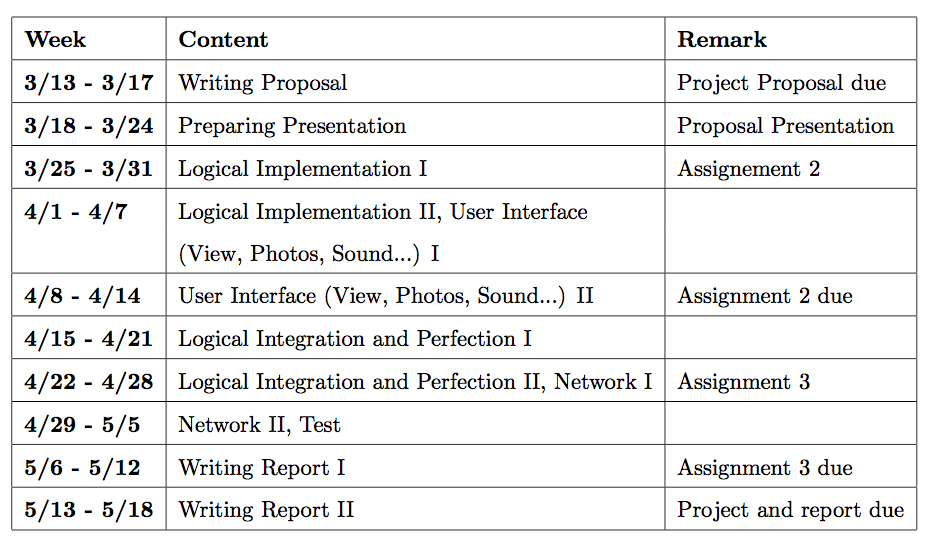 Week Content Remark
3/13 - 3/17 Writing Proposal Project Proposal due
3/18 - 3/24 Preparing Presentation Proposal Presentation
3/25 - 3/31 Logical Implementation I Assignement 2
4/1 - 4/7 Logical Implementation II, User Interface
(View, Photos, Sound...) I
4/8 - 4/14 User Interface (View, Photos, Sound...) II Assignment 2 due
4/15 - 4/21 Logical Integration and Perfection I
4/22 - 4/28 Logical Integration and Perfection II, Network I Assignment 3
4/29 - 5/5 Network II, Test
5/6 - 5/12 Writing Report I Assignment 3 due
5/13 - 5/18 Writing Report II Project and report due